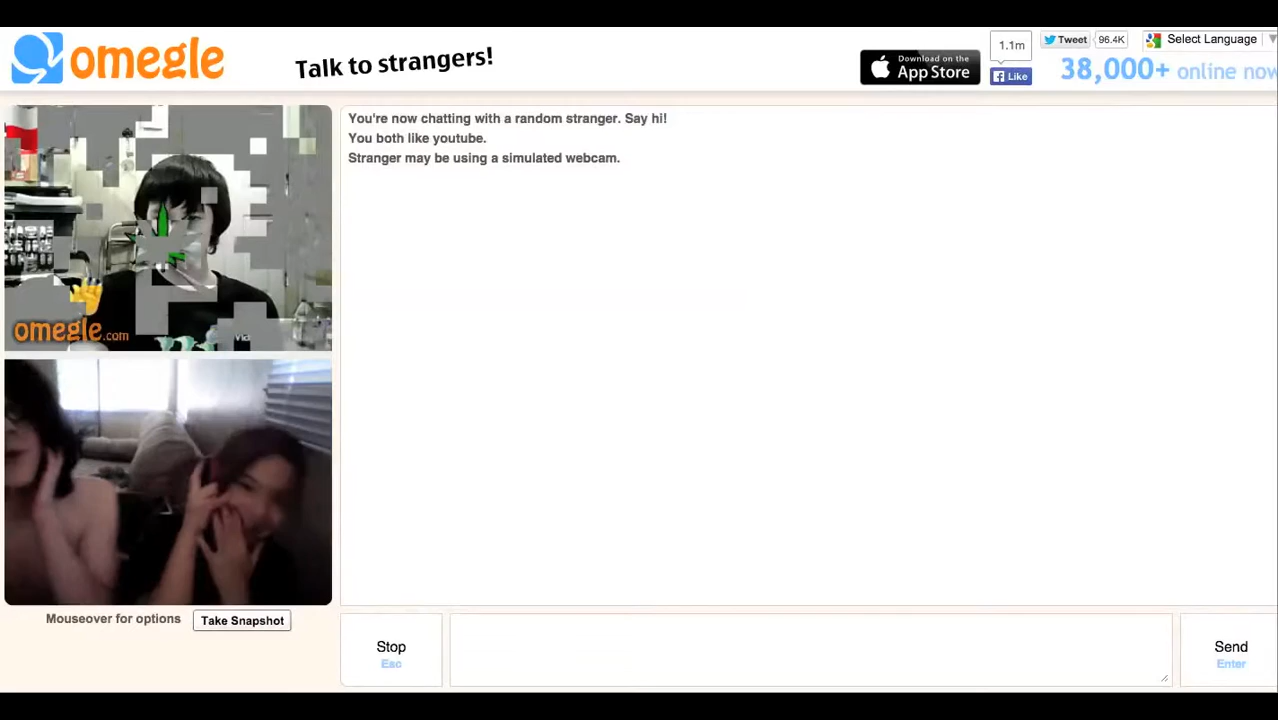 omegle
Talk to strangers!
Download on the
App Store
1.1m
Like
Tweet
96.4K
Select Language
38,000+ online now
You're now chatting with a random stranger. Say hi!
You both like youtube.
Stranger may be using a simulated webcam.
omegle.com
via
Mouseover for options
Take Snapshot
Stop
Esc
Send
Enter